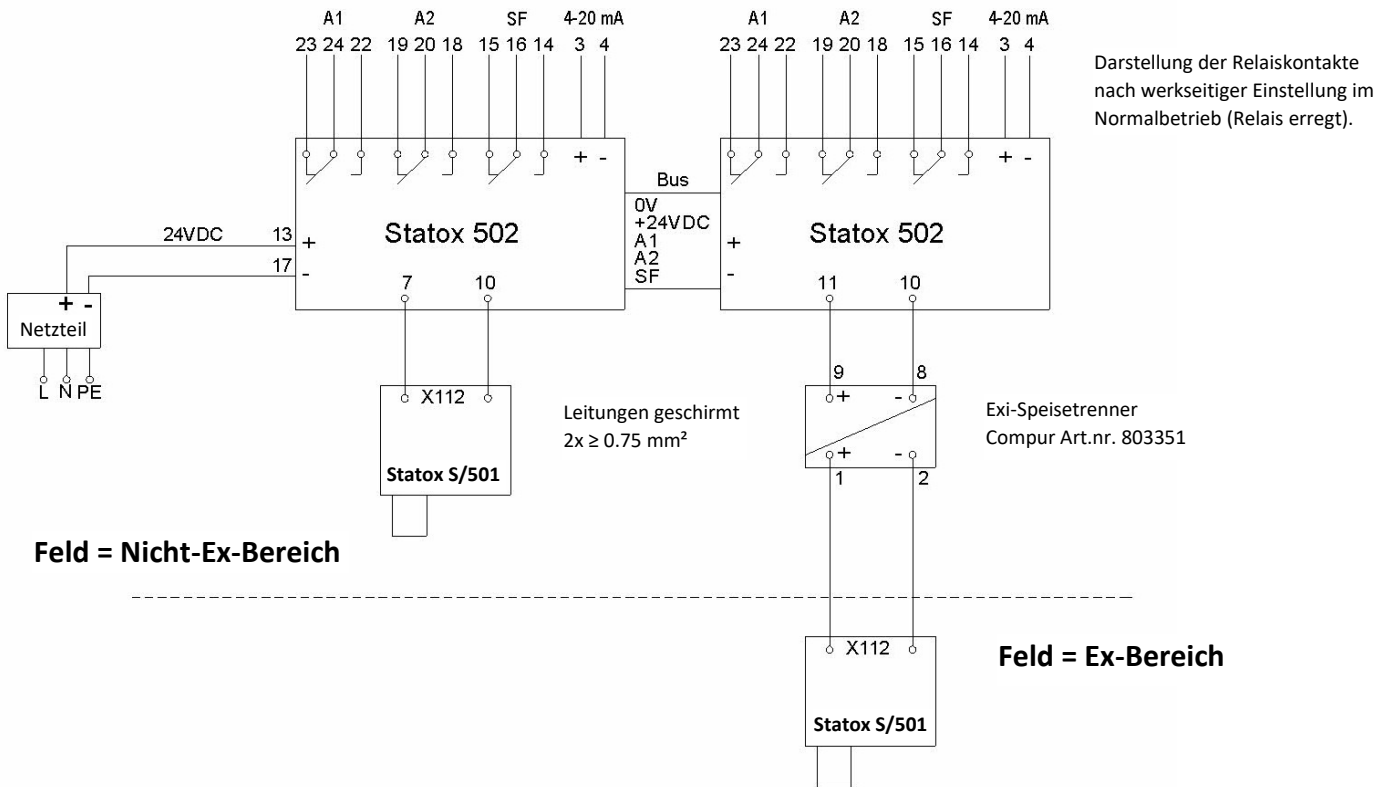 A1 A2 SF 4-20 mA
23 24 22 19 20 18 15 16 14 3 4
A1 A2 SF 4-20 mA
23 24 22 19 20 18 15 16 14 3 4
Darstellung der Relaiskontakte
nach werkseitiger Einstellung im
Normalbetrieb (Relais erregt).
+ -
+ -
Bus
0V
+24VDC
A1
A2
SF
24VDC 13 +
17 -
Statox 502
7 10
+
-
Statox 502
11 10
+ -
Netzteil
L N PE
X112
Statox S/501
Leitungen geschirmt
2x ≥ 0.75 mm²
9 8
+ -
+ -
1 2
Exi-Speisetrenner
Compur Art.nr. 803351
Feld = Nicht-Ex-Bereich
X112
Statox S/501
Feld = Ex-Bereich